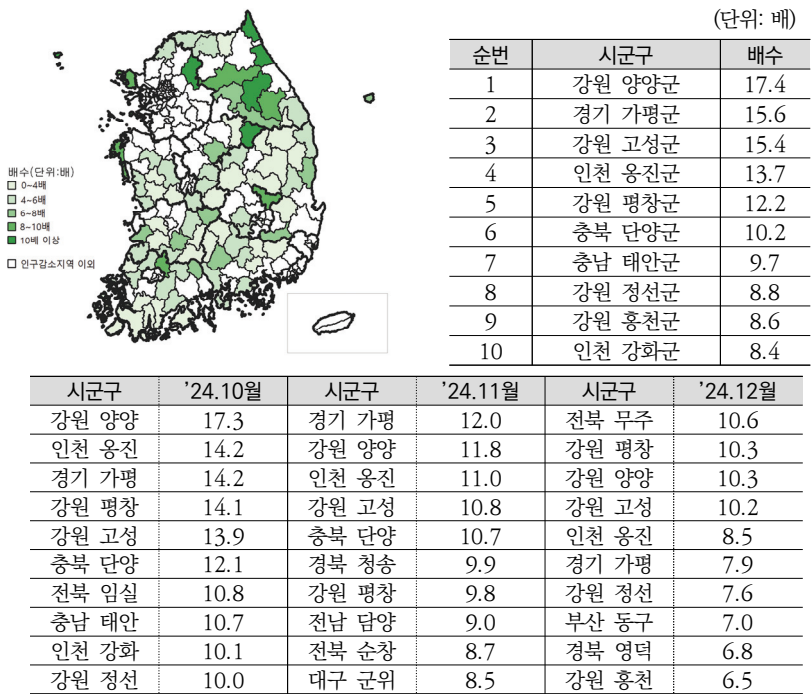 (단위: 배)
순번 시군구 배수
1 강원 양양군 17.4
2 경기 가평군 15.6
3 강원 고성군 15.4
4 인천 옹진군 13.7
5 강원 평창군 12.2
6 충북 단양군 10.2
7 충남 태안군 9.7
8 강원 정선군 8.8
9 강원 홍천군 8.6
10 인천 강화군 8.4
배수(단위:배)
0~4배
4~6배
6~8배
8~10배
10배 이상
인구감소지역 이외
시군구 ’24.10월 시군구 ’24.11월 시군구 ’24.12월
강원 양양 17.3 경기 가평 12.0 전북 무주 10.6
인천 옹진 14.2 강원 양양 11.8 강원 평창 10.3
경기 가평 14.2 인천 옹진 11.0 강원 양양 10.3
강원 평창 14.1 강원 고성 10.8 강원 고성 10.2
강원 고성 13.9 충북 단양 10.7 인천 옹진 8.5
충북 단양 12.1 경북 청송 9.9 경기 가평 7.9
전북 임실 10.8 강원 평창 9.8 강원 정선 7.6
충남 태안 10.7 전남 담양 9.0 부산 동구 7.0
인천 강화 10.1 전북 순창 8.7 경북 영덕 6.8
강원 정선 10.0 대구 군위 8.5 강원 홍천 6.5